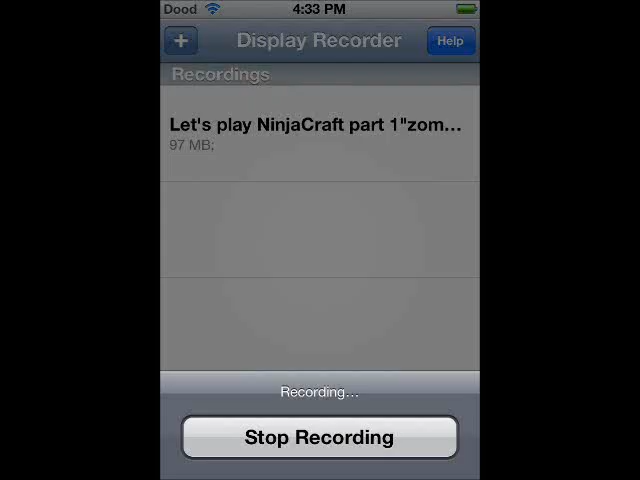 Dood 4:33 PM
+ Display Recorder Help
Recordings
Let's play NinjaCraft part 1"zom...
97 MB;
Recording...
Stop Recording